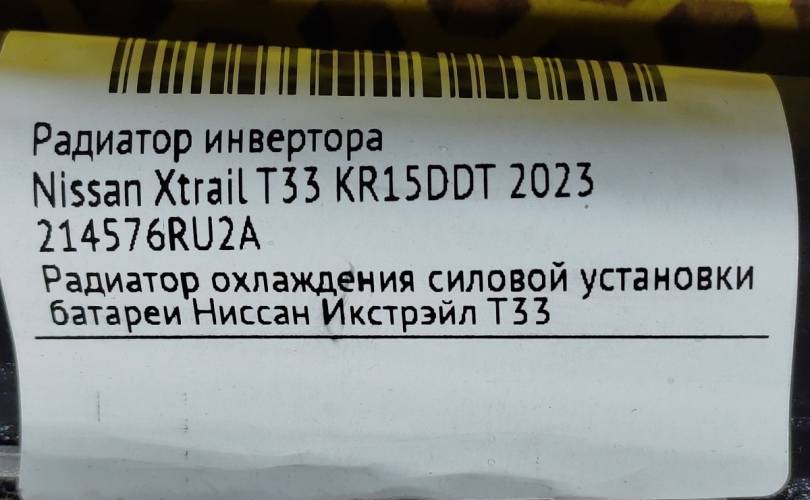 Радиатор инвертора
Nissan Xtrail T33 KR15DDT 2023
214576RU2A
Радиатор охлаждения силовой установки
батареи Ниссан Икстрэйл Т33